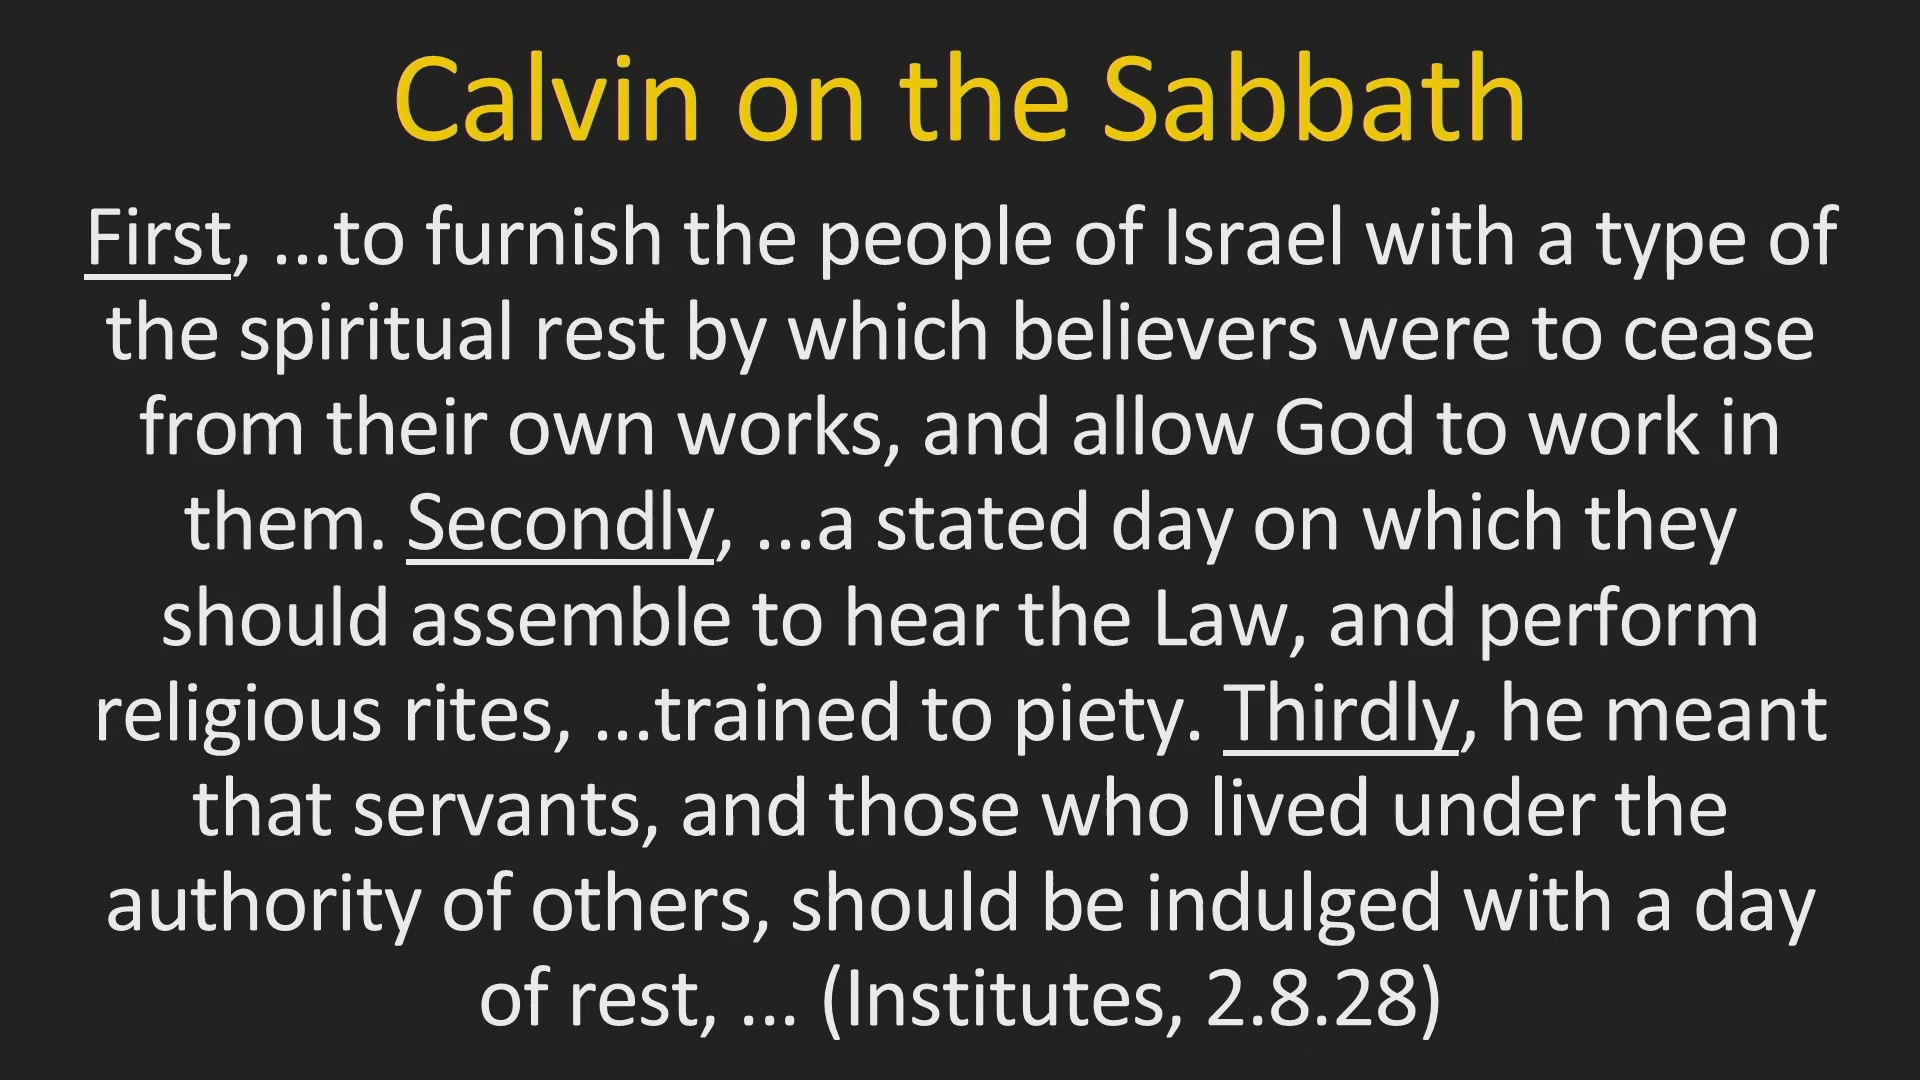 Calvin on the Sabbath
First, ...to furnish the people of Israel with a type of
the spiritual rest by which believers were to cease
from their own works, and allow God to work in
them. Secondly, ...a stated day on which they
should assemble to hear the Law, and perform
religious rites, ...trained to piety. Thirdly, he meant
that servants, and those who lived under the
authority of others, should be indulged with a day
of rest, ... (Institutes, 2.8.28)